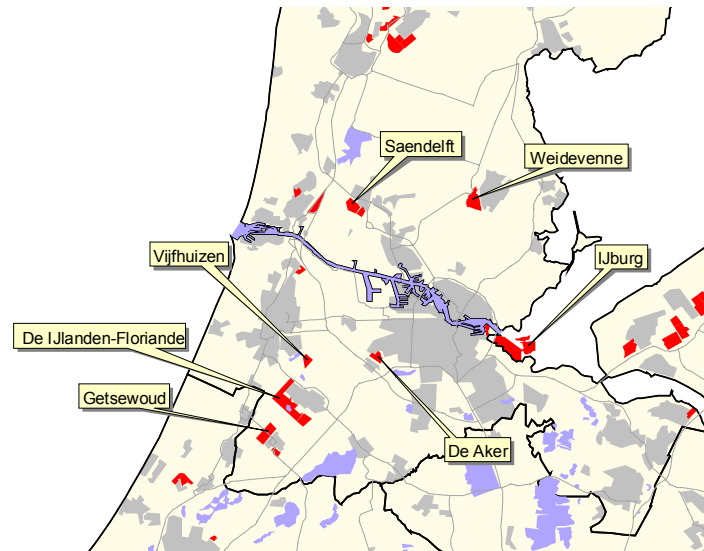 Saendelft
Weidevenne
Vijfhuizen
IJburg
De IJlanden-Floriande
Getsewoud
De Aker